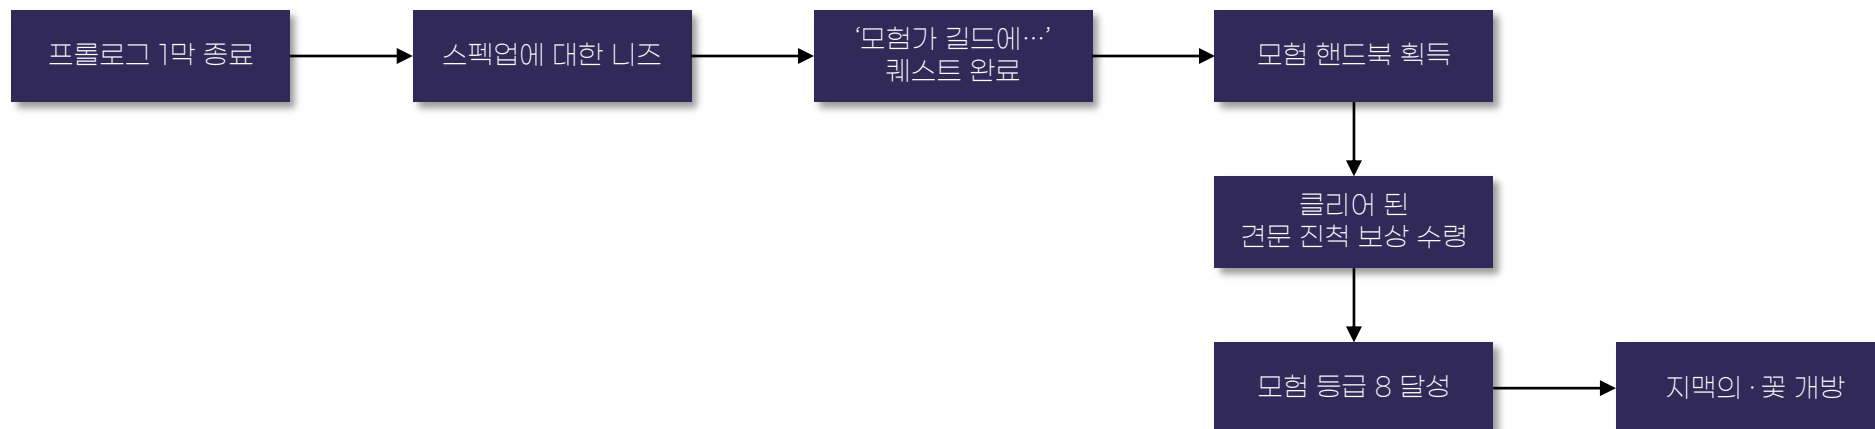 프롤로그 1막 종료
스펙업에 대한 니즈
‘모험가 길드에…’
퀘스트 완료
모험 핸드북 획득
클리어 된
견문 진척 보상 수령
모험 등급 8 달성
지맥의 · 꽃 개방